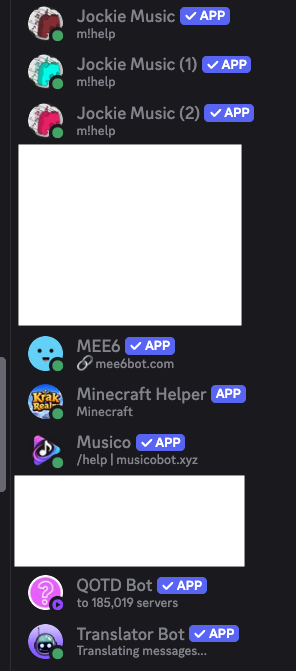 Jockie Music ✓ APP
m!help
Jockie Music (1) ✓ APP
m!help
Jockie Music (2) ✓ APP
m!help
MEE6 ✓ APP
🔗 mee6bot.com
Minecraft Helper APP
Krak
Realm
Minecraft
Musico ✓ APP
/help | musicobot.xyz
QOTD Bot ✓ APP
to 185,019 servers
Translator Bot ✓ APP
Translating messages...